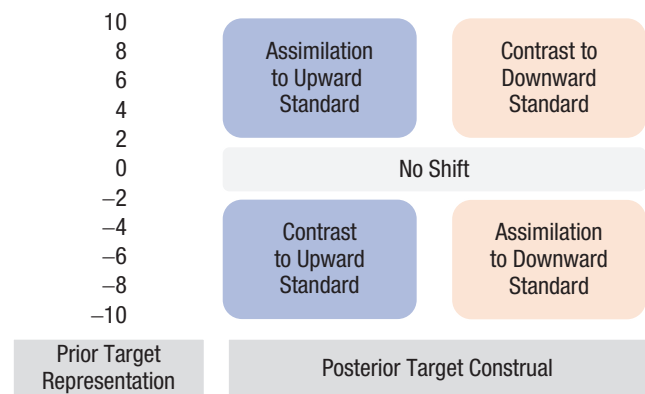 10
8
6
4
2
0
−2
−4
−6
−8
−10
Assimilation
to Upward
Standard
Contrast to
Downward
Standard
No Shift
Contrast
to Upward
Standard
Assimilation
to Downward
Standard
Prior Target
Representation
Posterior Target Construal